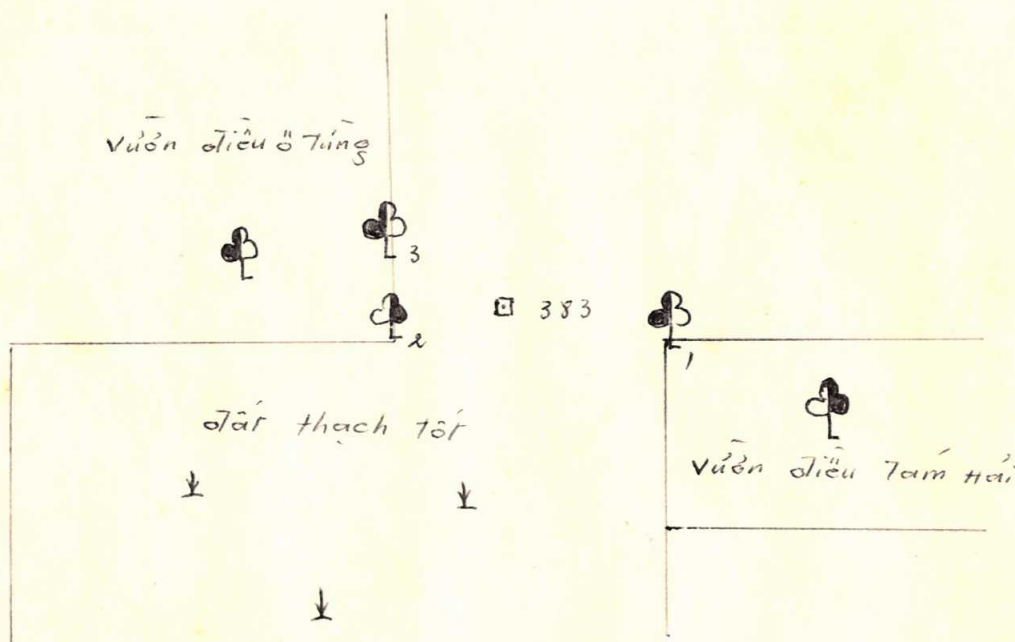 Vườn điều ô Tùng
3
383
2
1
đất thạch tốt
Vườn điều Tám Hải